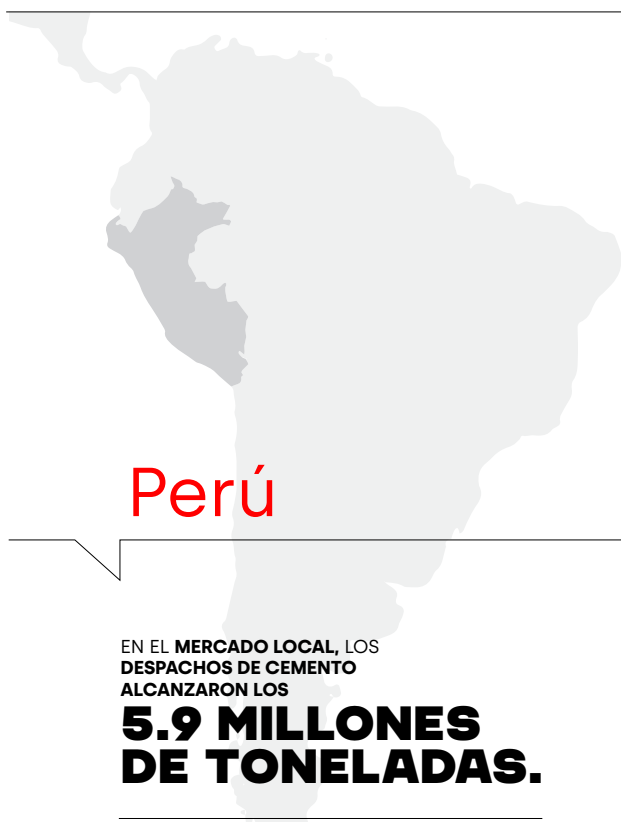 Perú
EN EL MERCADO LOCAL, LOS
DESPACHOS DE CEMENTO
ALCANZARON LOS
5.9 MILLONES
DE TONELADAS.